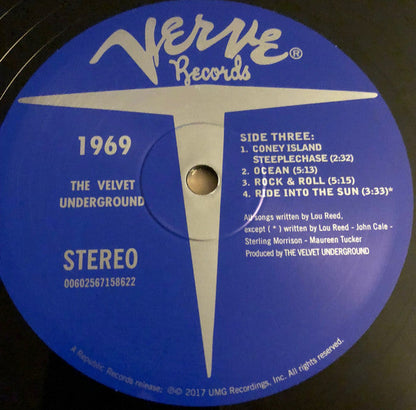 Verve®
Records
1969
THE VELVET
UNDERGROUND
STEREO
00602567158622
SIDE THREE:
1. CONEY ISLAND
STEEPLECHASE (2:32)
2. OCEAN (5:13)
3. ROCK & ROLL (5:15)
4. RIDE INTO THE SUN (3:33)*
All songs written by Lou Reed,
except (*) written by Lou Reed - John Cale -
Sterling Morrison - Maureen Tucker
Produced by THE VELVET UNDERGROUND
A Republic Records release; ℗© 2017 UMG Recordings, Inc. All rights reserved.